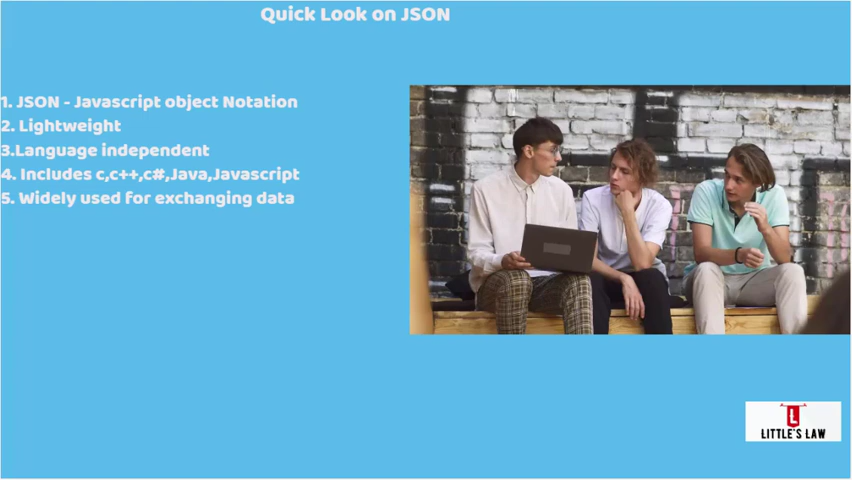 Quick Look on JSON
1. JSON - Javascript object Notation
2. Lightweight
3.Language independent
4. Includes c,c++,c#,Java,Javascript
5. Widely used for exchanging data
L
LITTLE'S LAW